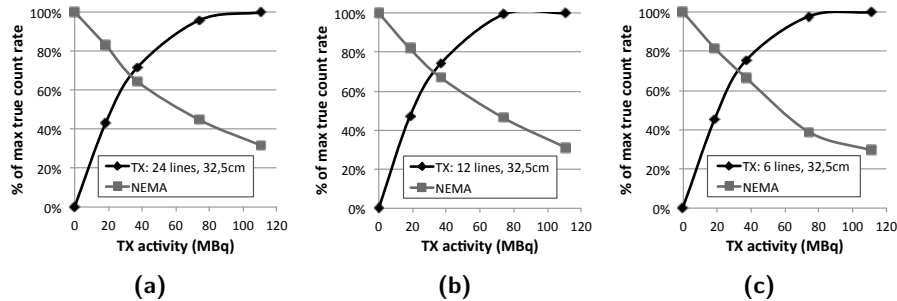 % of max true count rate
100%
80%
60%
40%
20%
0%
TX: 24 lines, 32,5cm
NEMA
0 20 40 60 80 100 120
TX activity (MBq)
(a)
% of max true count rate
100%
80%
60%
40%
20%
0%
TX: 12 lines, 32,5cm
NEMA
0 20 40 60 80 100 120
TX activity (MBq)
(b)
% of max true count rate
100%
80%
60%
40%
20%
0%
TX: 6 lines, 32,5cm
NEMA
0 20 40 60 80 100 120
TX activity (MBq)
(c)